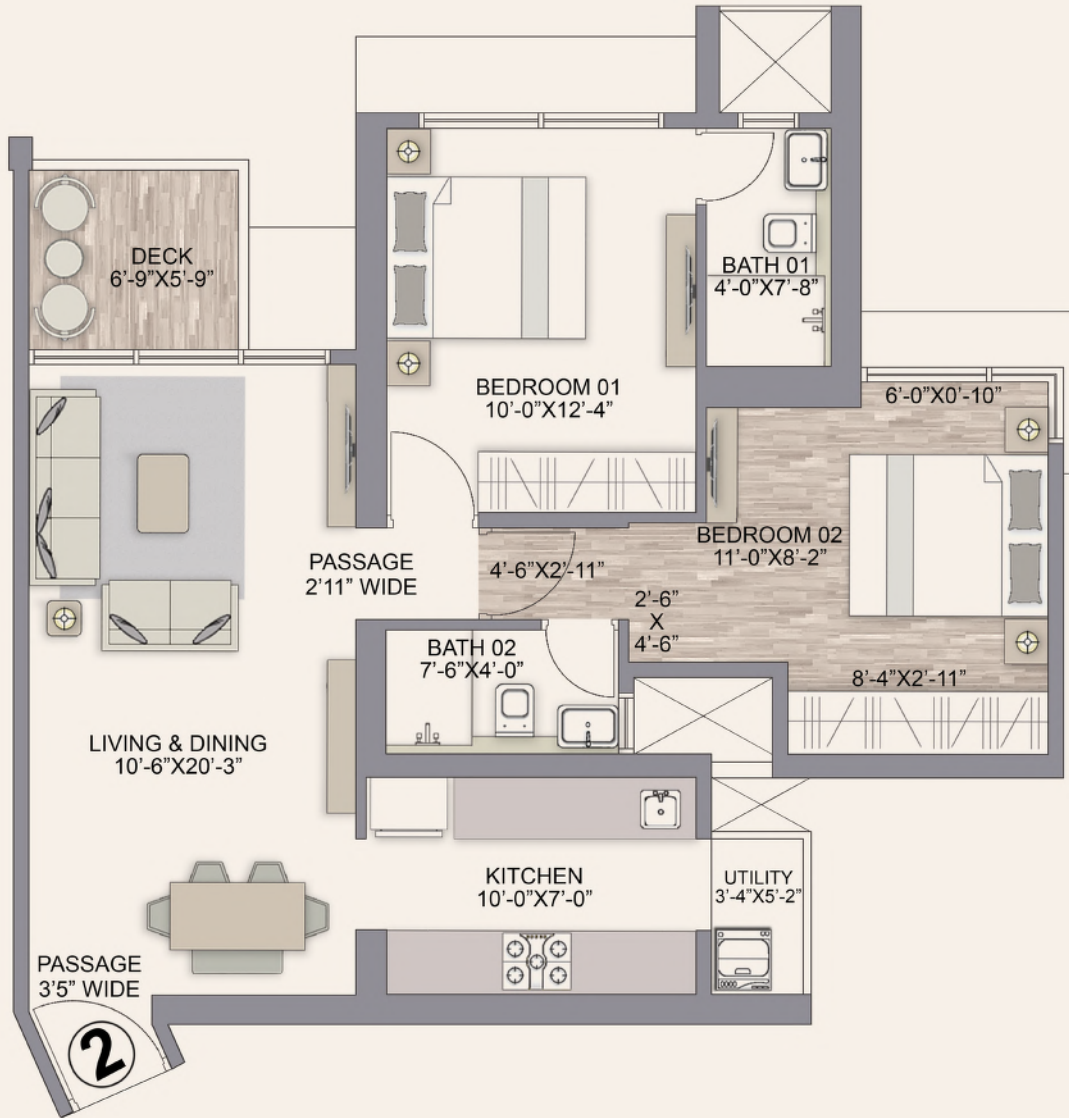 DECK
6’-9”X5’-9”
BEDROOM 01
10’-0”X12’-4”
BATH 01
4’-0”X7’-8”
6’-0”X0’-10”
BEDROOM 02
11’-0”X8’-2”
PASSAGE
2’11” WIDE
4’-6”X2’-11”
2’-6”
X
4’-6”
8’-4”X2’-11”
BATH 02
7’-6”X4’-0”
LIVING & DINING
10’-6”X20’-3”
KITCHEN
10’-0”X7’-0”
UTILITY
3’-4”X5’-2”
PASSAGE
3’5” WIDE
2